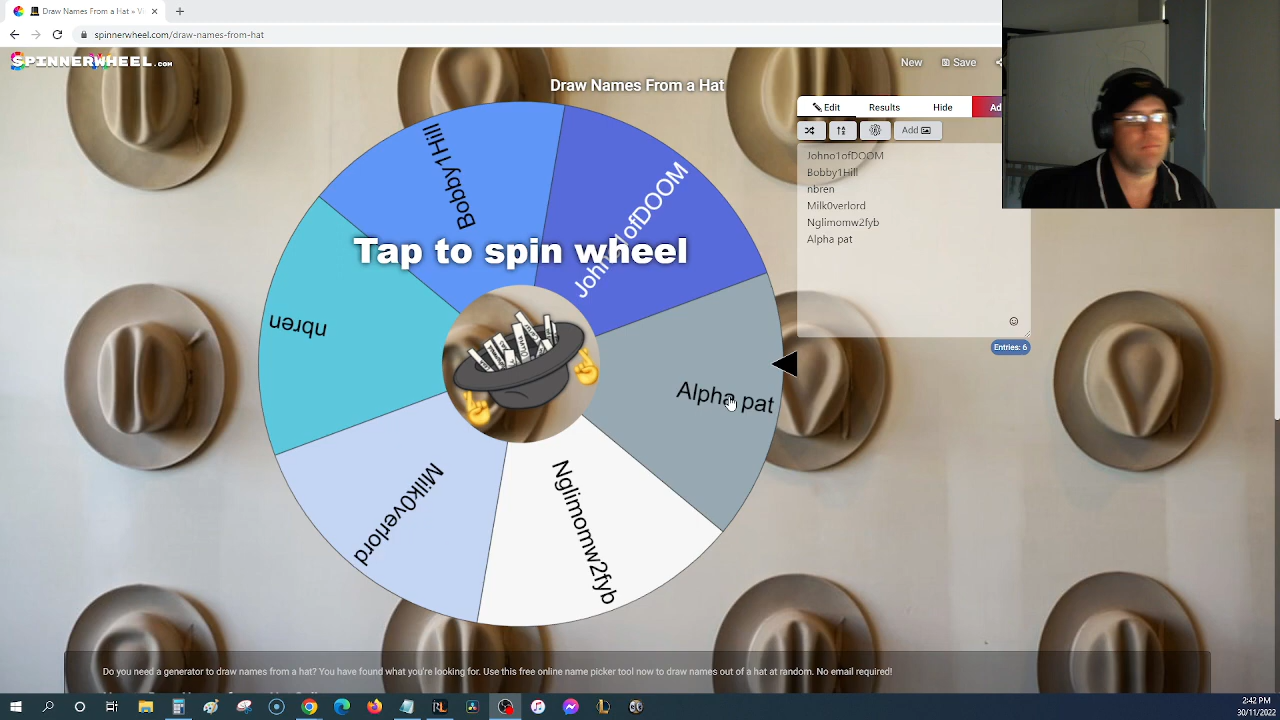 Draw Names From a Hat » Vi
spinnerwheel.com/draw-names-from-hat
SPINNERWHEEL.COM
New
Save
Draw Names From a Hat
Edit
Results
Hide
Ad
Add
Johno1ofDOOM
Bobby1Hill
nbren
Milk0verlord
Nglimomw2fyb
Alpha pat
Entries: 6
Bobby1Hill
Johno1ofDOOM
Tap to spin wheel
nbren
Alpha pat
Milk0verlord
Nglimomw2fyb
Do you need a generator to draw names from a hat? You have found what you're looking for. Use this free online name picker tool now to draw names out of a hat at random. No email required!
2:42 PM
30/11/2022